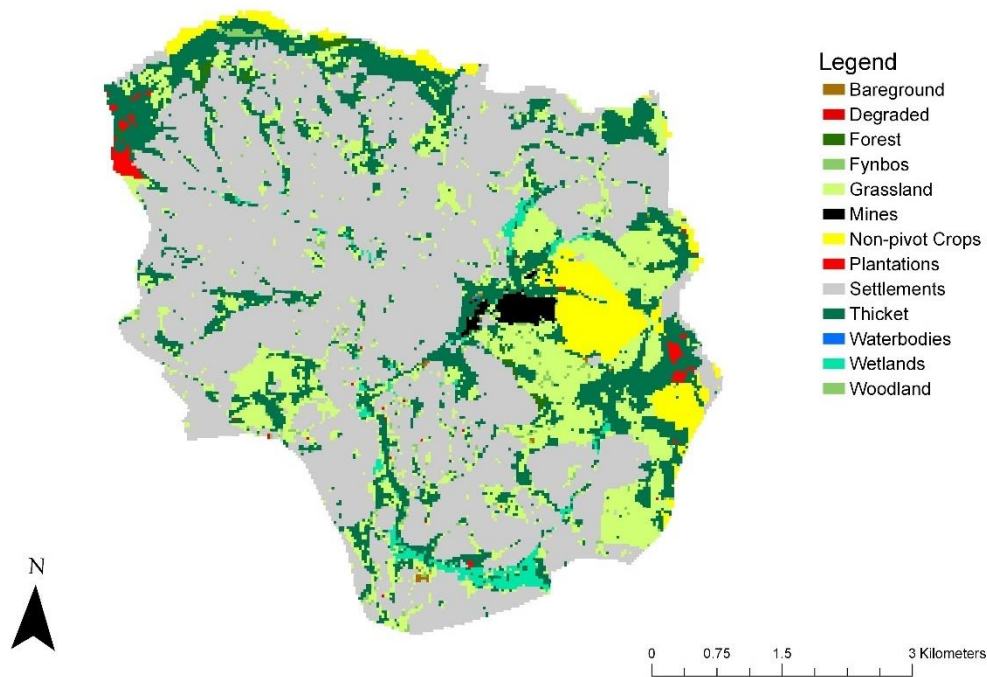 Legend
Bareground
Degraded
Forest
Fynbos
Grassland
Mines
Non-pivot Crops
Plantations
Settlements
Thicket
Waterbodies
Wetlands
Woodland
N
0 0.75 1.5 3 Kilometers